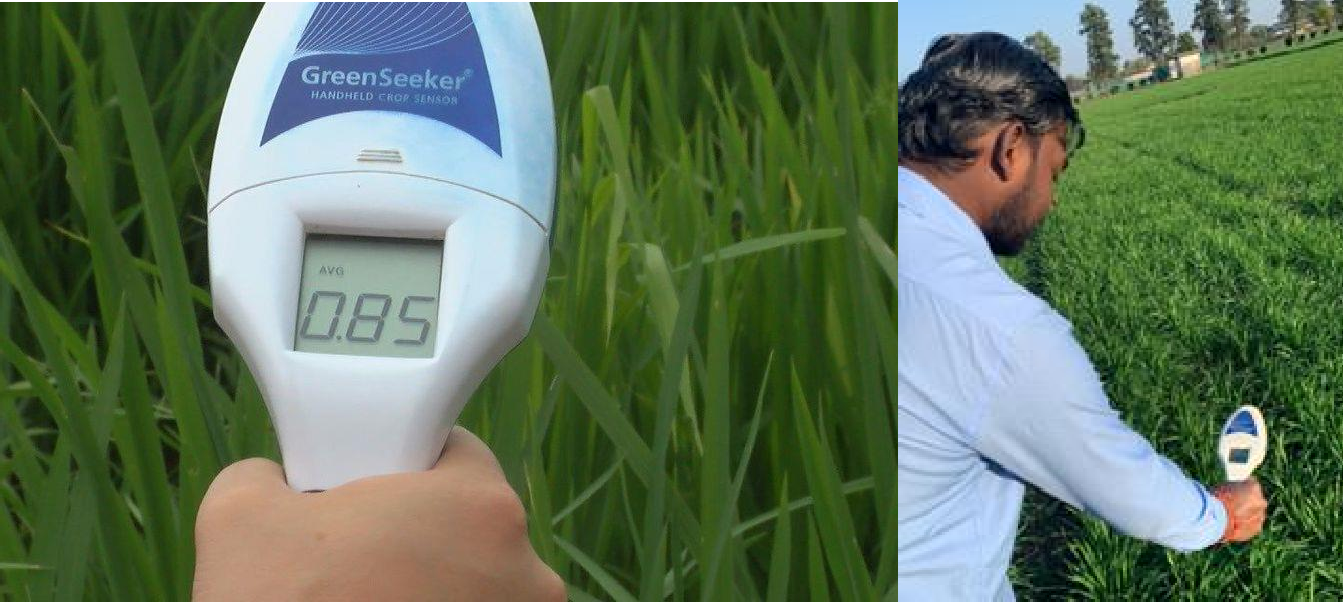 GreenSeeker®
HANDHELD CROP SENSOR
AVG
0.85